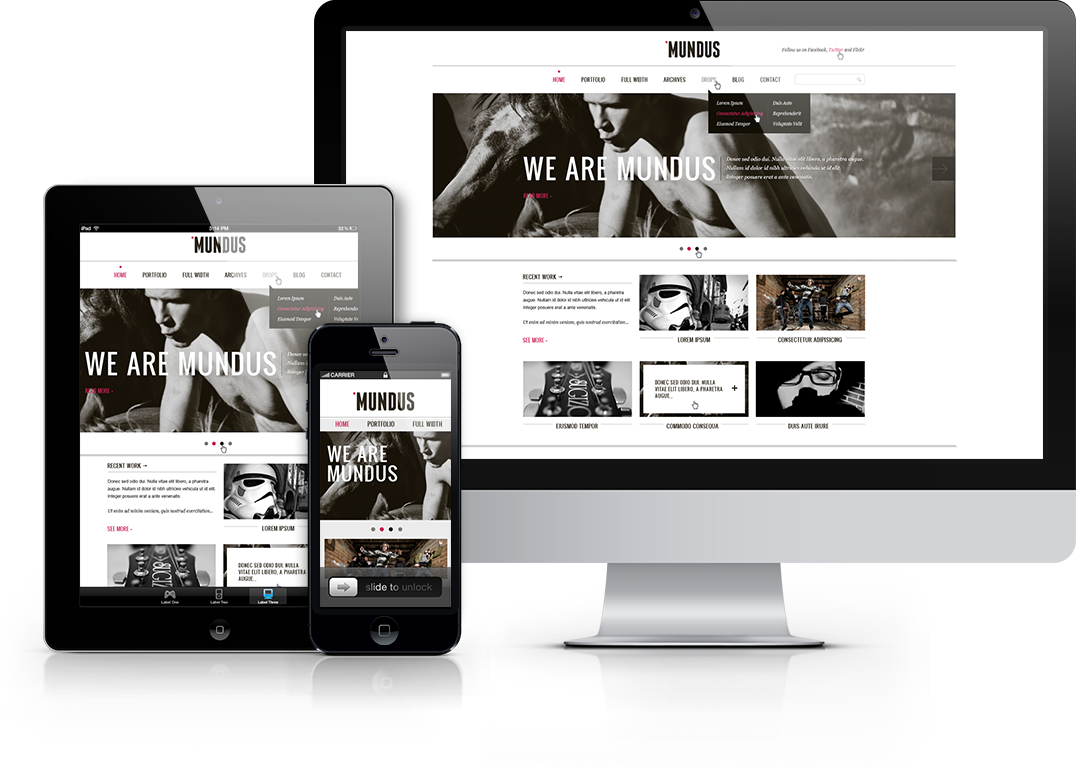 MUNDUS
Follow us on Facebook, Twitter and Flickr
HOME PORTFOLIO FULL WIDTH ARCHIVES DROPS BLOG CONTACT
Lorem Ipsum Duis Aute
Consectetur Adipiscing Reprehenderit
Eiusmod Tempor Voluptate Velit
WE ARE MUNDUS
Donec sed odio dui. Nulla vitae elit libero, a pharetra augue.
Nullam id dolor id nibh ultricies vehicula ut id elit.
Integer posuere erat a ante venenatis.
READ MORE ›
RECENT WORK →
Donec sed odio dui. Nulla vitae elit libero, a pharetra
augue. Nullam id dolor id nibh ultricies vehicula ut id elit.
Integer posuere erat a ante venenatis.
Ut enim ad minim veniam, quis nostrud exercitation...
SEE MORE ›
LOREM IPSUM
CONSECTETUR ADIPISICING
DONEC SED ODIO DUI. NULLA
VITAE ELIT LIBERO, A PHARETRA
AUGUE...
EIUSMOD TEMPOR
COMMODO CONSEQUA
DUIS AUTE IRURE
iPad
MUNDUS
HOME PORTFOLIO FULL WIDTH ARCHIVES DROPS BLOG CONTACT
Lorem Ipsum Duis Aute
Consectetur Adipiscing Reprehenderi
Eiusmod Tempor Voluptate V
WE ARE MUNDUS
Donec
Nullam i
Integer
READ MORE ›
RECENT WORK →
Donec sed odio dui. Nulla vitae elit libero, a pharetra
augue. Nullam id dolor id nibh ultricies vehicula ut id elit.
Integer posuere erat a ante venenatis.
Ut enim ad minim veniam, quis nostrud exercitation...
SEE MORE ›
LOREM IPSUM
DONEC SED ODIO DUI. NULLA
VITAE ELIT LIBERO, A PHARETRA
AUGUE...
Label One Label Two Label Three
CARRIER
MUNDUS
HOME PORTFOLIO FULL WIDTH
WE ARE
MUNDUS
slide to unlock